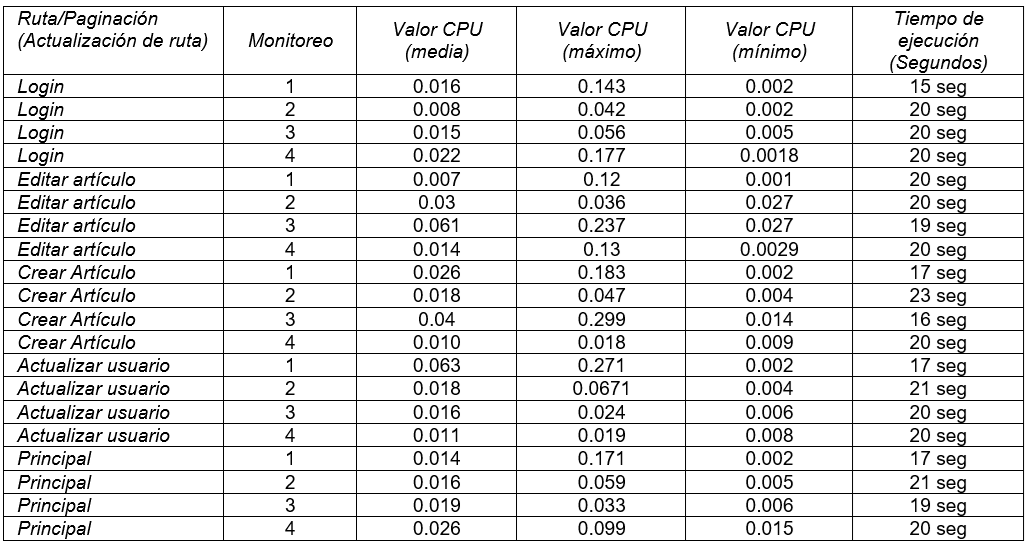 Ruta/Paginación (Actualización de ruta) Monitoreo Valor CPU (media) Valor CPU (máximo) Valor CPU (mínimo) Tiempo de ejecución (Segundos)
Login 1 0.016 0.143 0.002 15 seg
Login 2 0.008 0.042 0.002 20 seg
Login 3 0.015 0.056 0.005 20 seg
Login 4 0.022 0.177 0.0018 20 seg
Editar artículo 1 0.007 0.12 0.001 20 seg
Editar artículo 2 0.03 0.036 0.027 20 seg
Editar artículo 3 0.061 0.237 0.027 19 seg
Editar artículo 4 0.014 0.13 0.0029 20 seg
Crear Artículo 1 0.026 0.183 0.002 17 seg
Crear Artículo 2 0.018 0.047 0.004 23 seg
Crear Artículo 3 0.04 0.299 0.014 16 seg
Crear Artículo 4 0.010 0.018 0.009 20 seg
Actualizar usuario 1 0.063 0.271 0.002 17 seg
Actualizar usuario 2 0.018 0.0671 0.004 21 seg
Actualizar usuario 3 0.016 0.024 0.006 20 seg
Actualizar usuario 4 0.011 0.019 0.008 20 seg
Principal 1 0.014 0.171 0.002 17 seg
Principal 2 0.016 0.059 0.005 21 seg
Principal 3 0.019 0.033 0.006 19 seg
Principal 4 0.026 0.099 0.015 20 seg